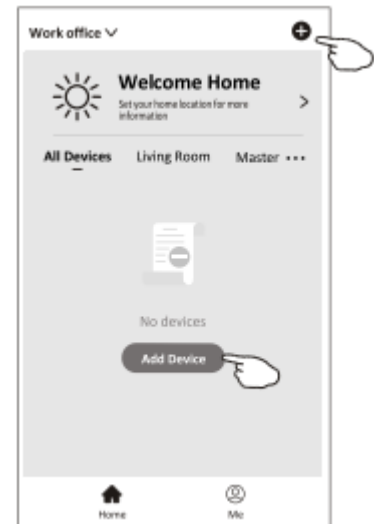 Work office
Welcome Home
Set your home location for more
information
All Devices Living Room Master
No devices
Add Device
Home Me